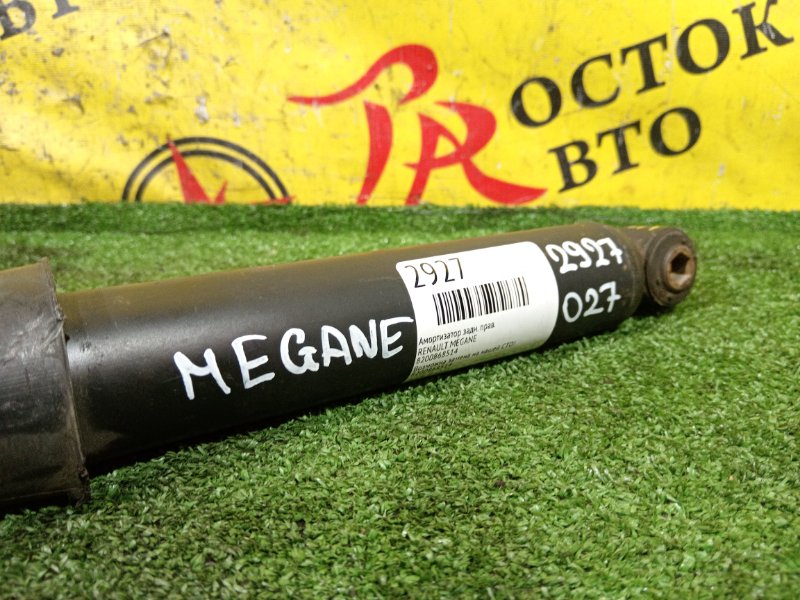 ОСТОК
ВТО
MEGANE
2927
Амортизатор задн. прав.
RENAULT MEGANE
8200868514
2927
027